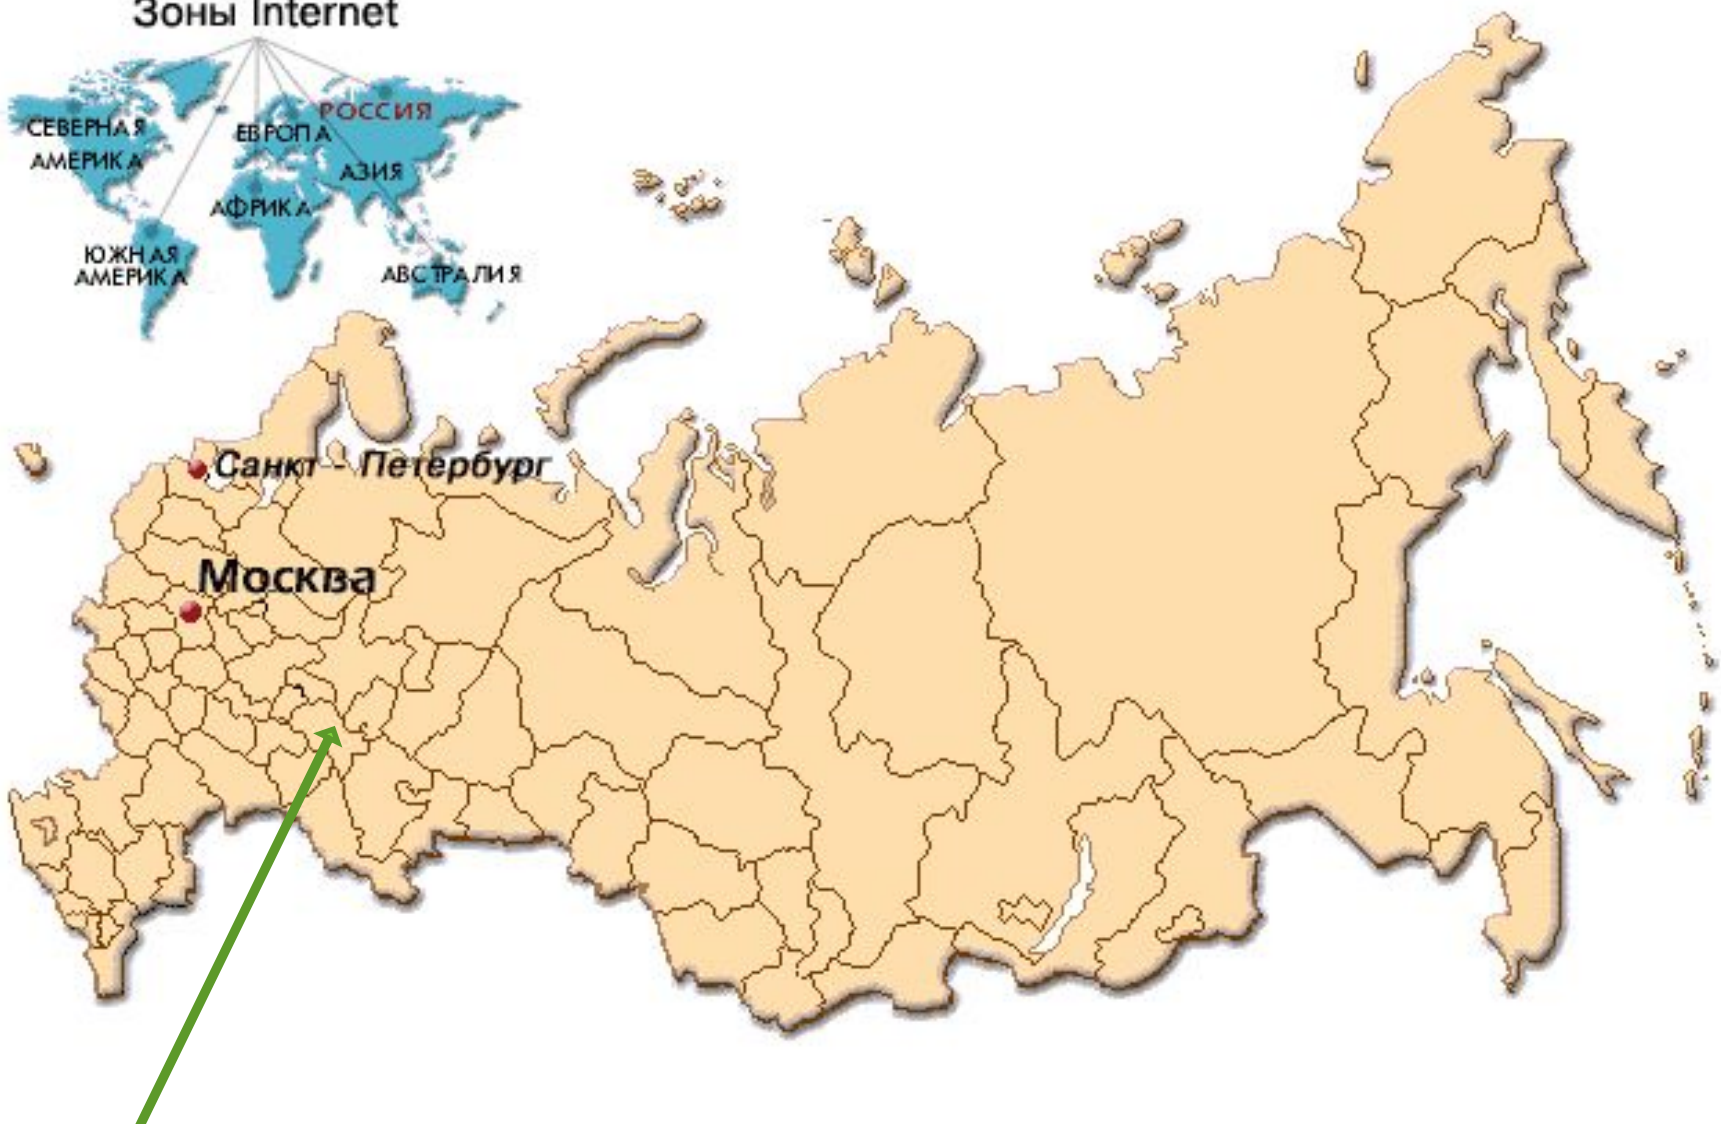 Зоны Internet
РОССИЯ
СЕВЕРНАЯ
АМЕРИКА
ЕВРОПА
АЗИЯ
АФРИКА
ЮЖНАЯ
АМЕРИКА
АВСТРАЛИЯ
Санкт - Петербург
Москва